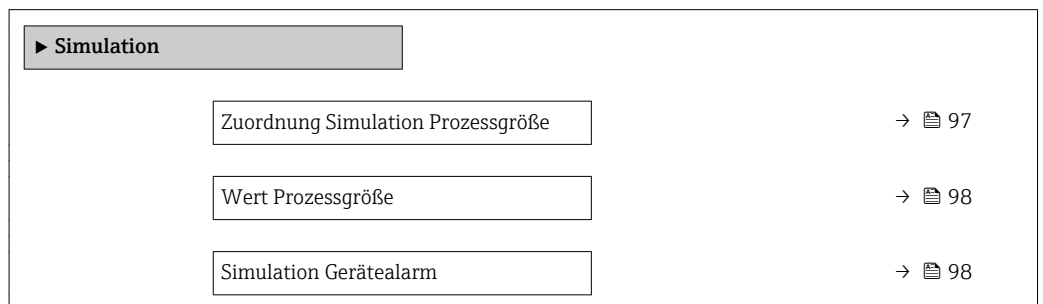 ▶ Simulation
Zuordnung Simulation Prozessgröße → 97
Wert Prozessgröße → 98
Simulation Gerätealarm → 98